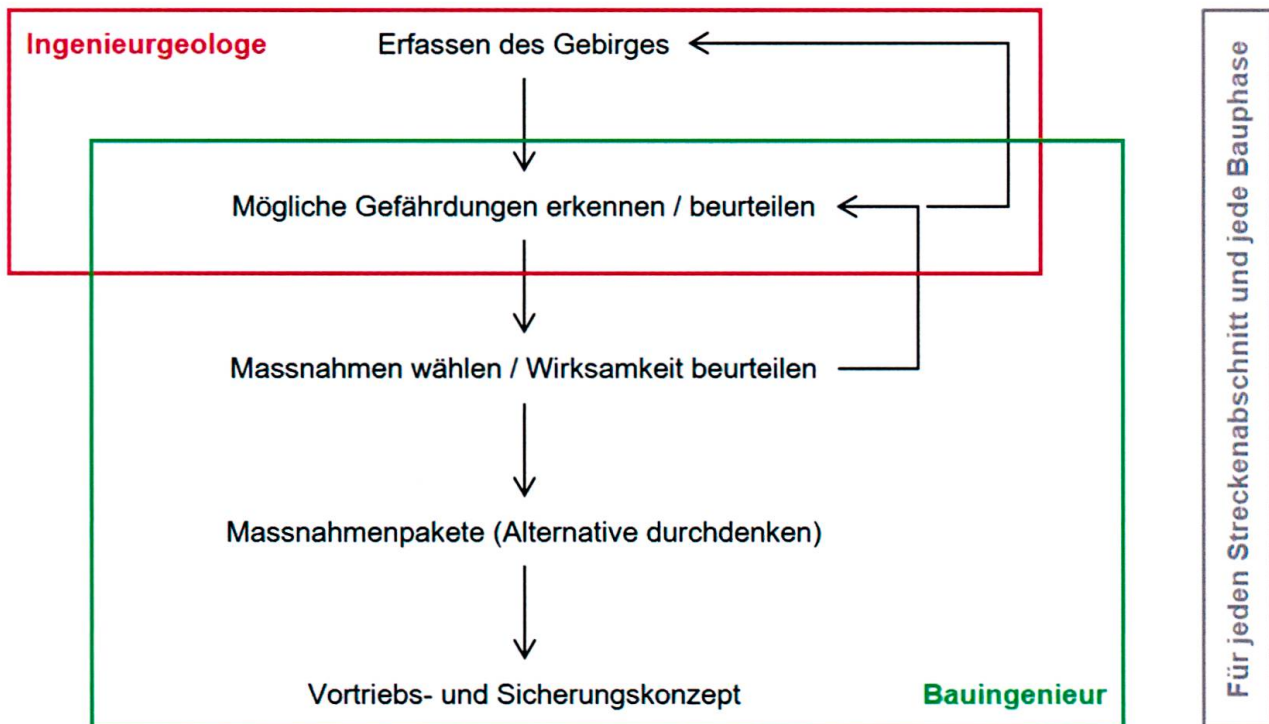 Ingenieurgeologe
Erfassen des Gebirges
Mögliche Gefährdungen erkennen / beurteilen
Massnahmen wählen / Wirksamkeit beurteilen
Massnahmenpakete (Alternative durchdenken)
Vortriebs- und Sicherungskonzept
Bauingenieur
Für jeden Streckenabschnitt und jede Bauphase